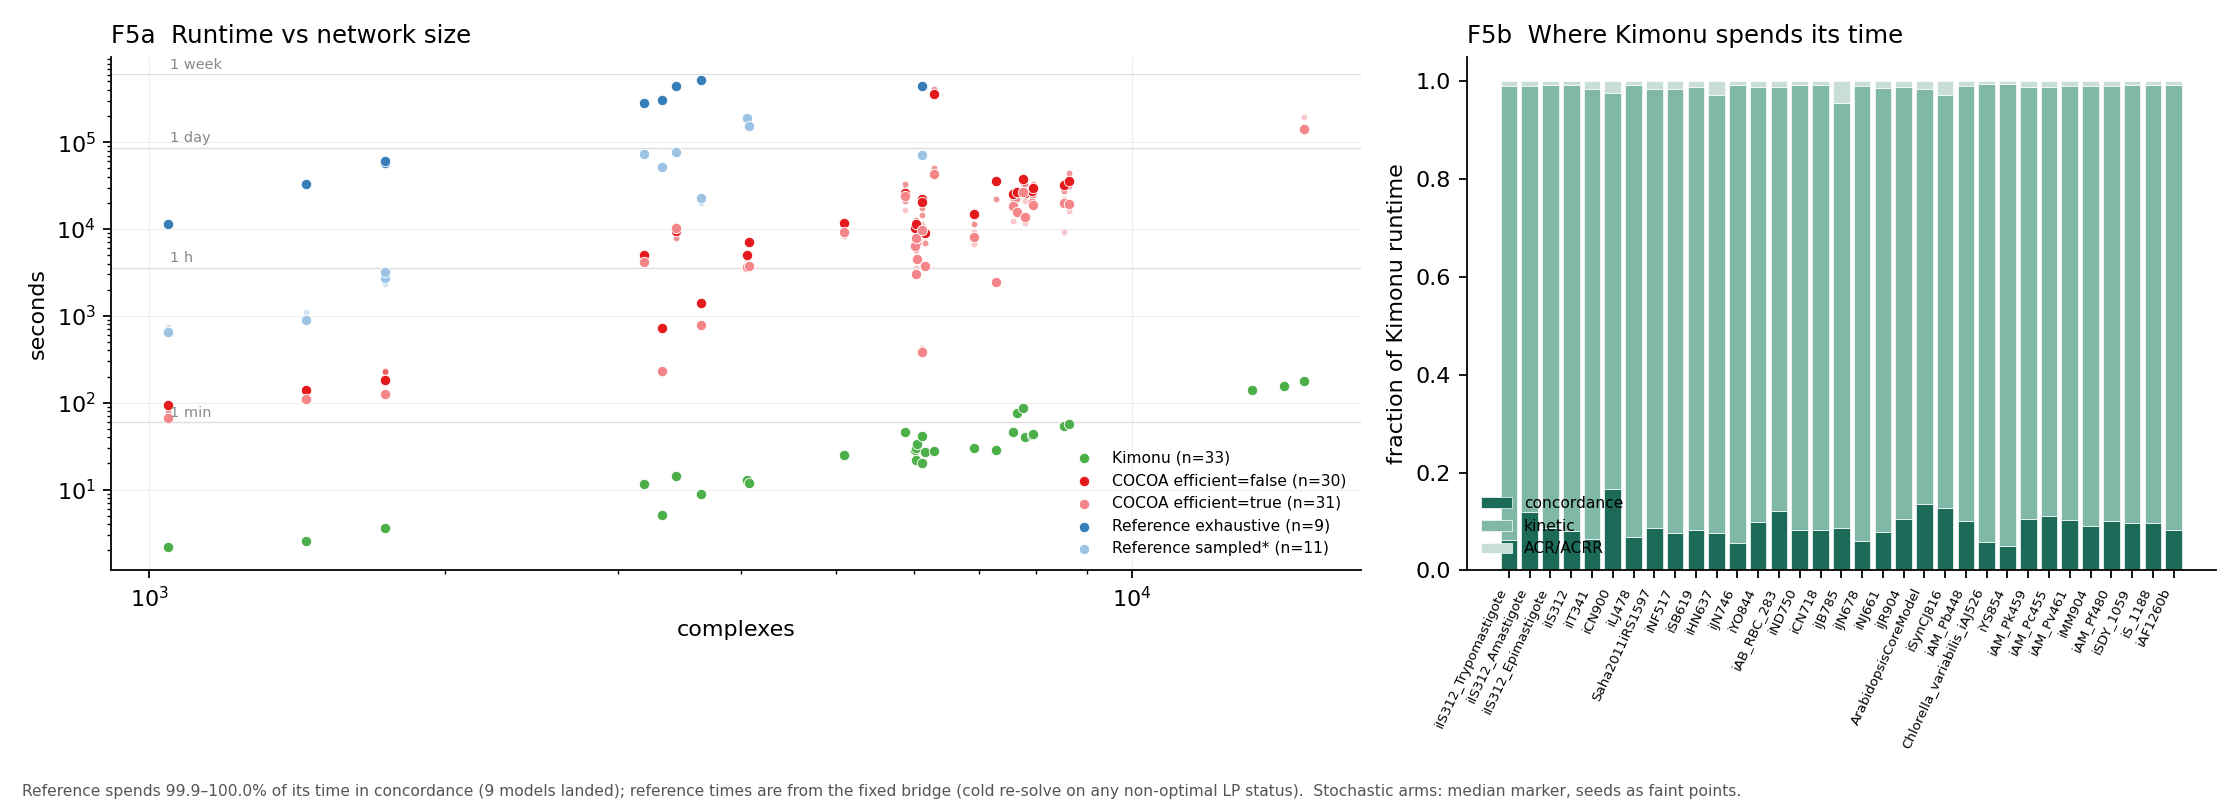 F5a  Runtime vs network size
1 week
1 day
1 h
1 min
10^5
10^4
10^3
10^2
10^1
seconds
10^3
10^4
complexes
Kimonu (n=33)
COCOA efficient=false (n=30)
COCOA efficient=true (n=31)
Reference exhaustive (n=9)
Reference sampled* (n=11)
F5b  Where Kimonu spends its time
1.0
0.8
0.6
0.4
0.2
0.0
fraction of Kimonu runtime
concordance
kinetic
ACR/ACRR
iIS312_Trypomastigote
iIS312_Amastigote
iIS312_Epimastigote
iIS312
iIT341
iCN900
iLJ478
Saha2011iRS1597
iNF517
iSB619
iHN637
iJN746
iYO844
iAB_RBC_283
iND750
iCN718
iJB785
iJN678
iNJ661
iJR904
ArabidopsisCoreModel
iSynCJ816
iAM_Pb448
Chlorella_variabilis_iAJ526
iYS854
iAM_Pk459
iAM_Pc455
iAM_Pv461
iMM904
iAM_Pf480
iSDY_1059
iS_1188
iAF1260b
Reference spends 99.9–100.0% of its time in concordance (9 models landed); reference times are from the fixed bridge (cold re-solve on any non-optimal LP status).  Stochastic arms: median marker, seeds as faint points.